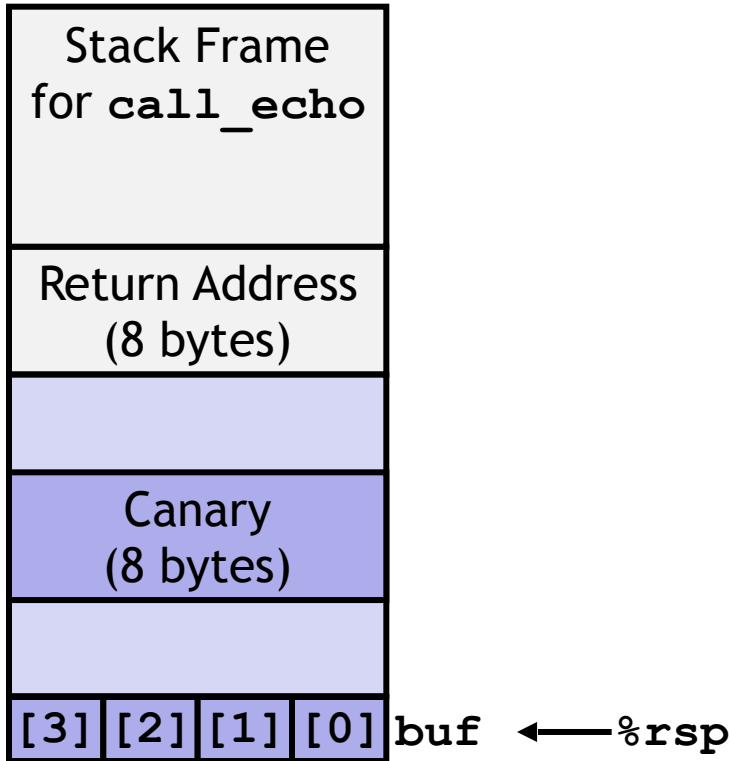 Stack Frame
for call_echo
Return Address
(8 bytes)
Canary
(8 bytes)
[3] [2] [1] [0] buf %rsp